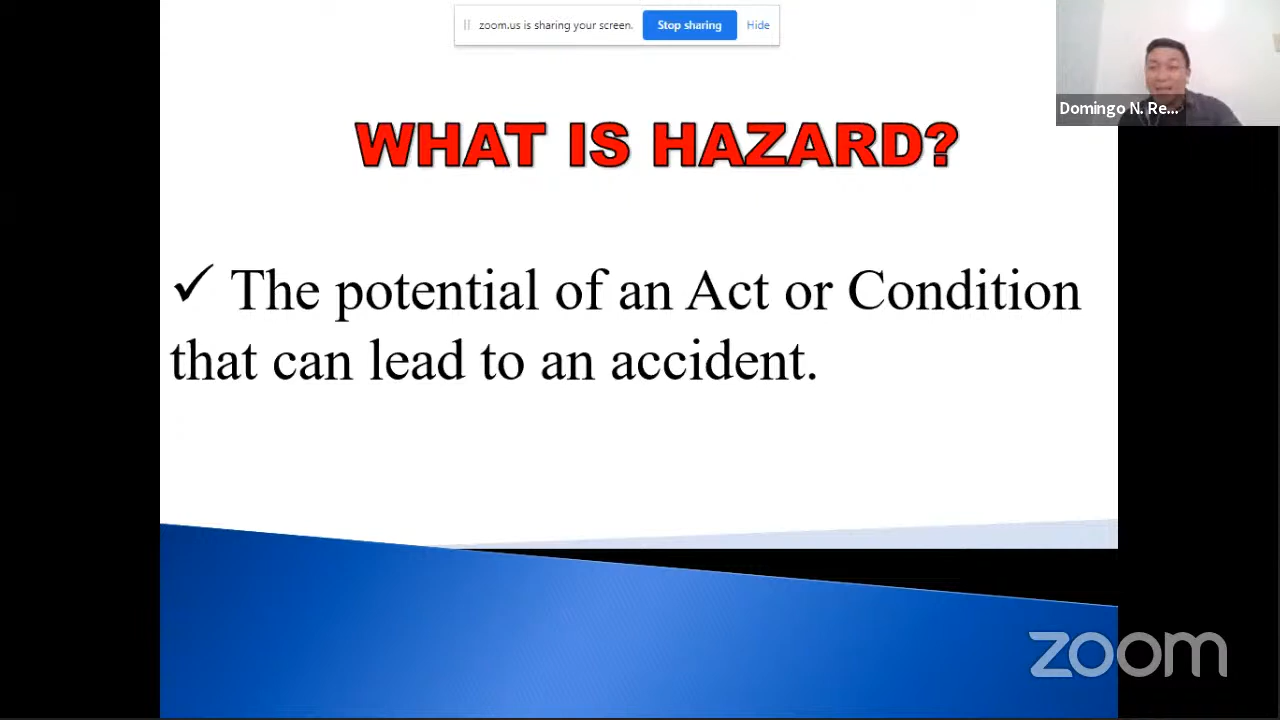 zoom.us is sharing your screen. Stop sharing Hide
Domingo N. Re...
WHAT IS HAZARD?
✓ The potential of an Act or Condition
that can lead to an accident.
zoom